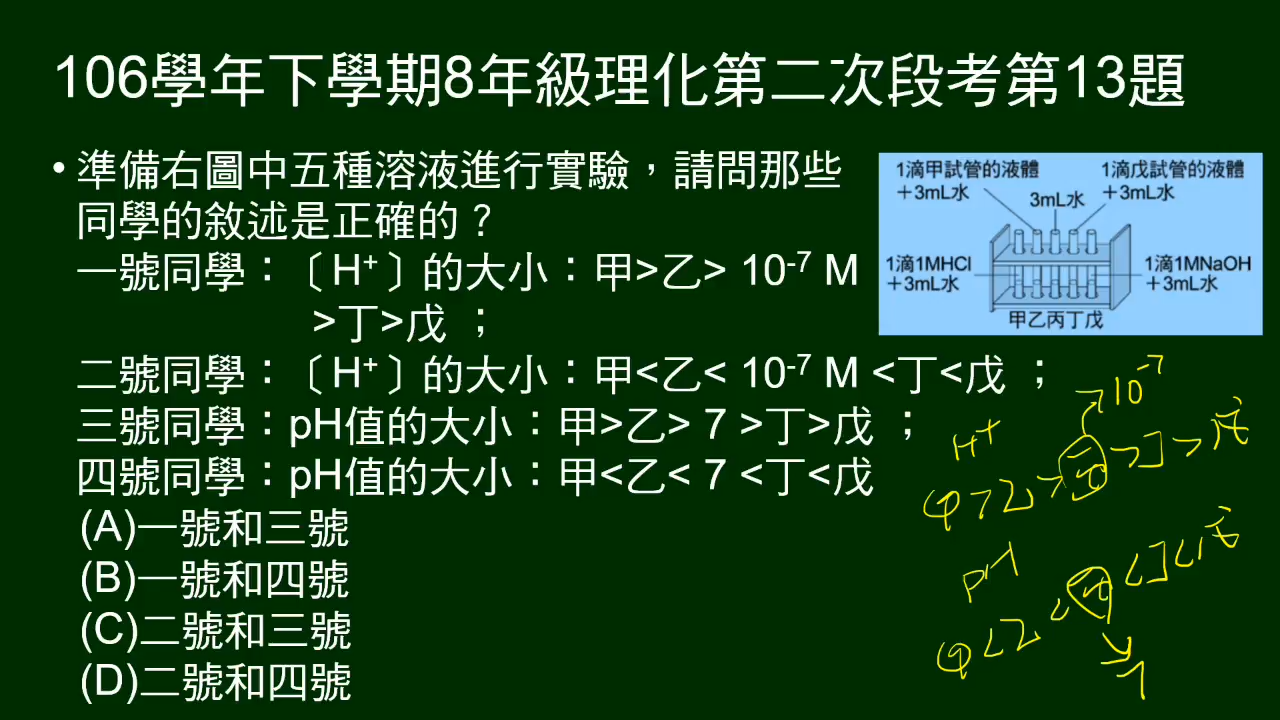 106學年下學期8年級理化第二次段考第13題
• 準備右圖中五種溶液進行實驗，請問那些
同學的敘述是正確的？
一號同學：〔H⁺〕的大小：甲>乙> 10⁻⁷ M
>丁>戊 ；
二號同學：〔H⁺〕的大小：甲<乙< 10⁻⁷ M <丁<戊 ；
三號同學：pH值的大小：甲>乙> 7 >丁>戊 ；
四號同學：pH值的大小：甲<乙< 7 <丁<戊
(A)一號和三號
(B)一號和四號
(C)二號和三號
(D)二號和四號
1滴甲試管的液體
＋3mL水
3mL水
1滴戊試管的液體
＋3mL水
1滴1MHCl
＋3mL水
1滴1MNaOH
＋3mL水
甲乙丙丁戊
10⁻⁷
H⁺
甲>乙>丙>丁>戊
pH
甲<乙<丙<丁<戊
7